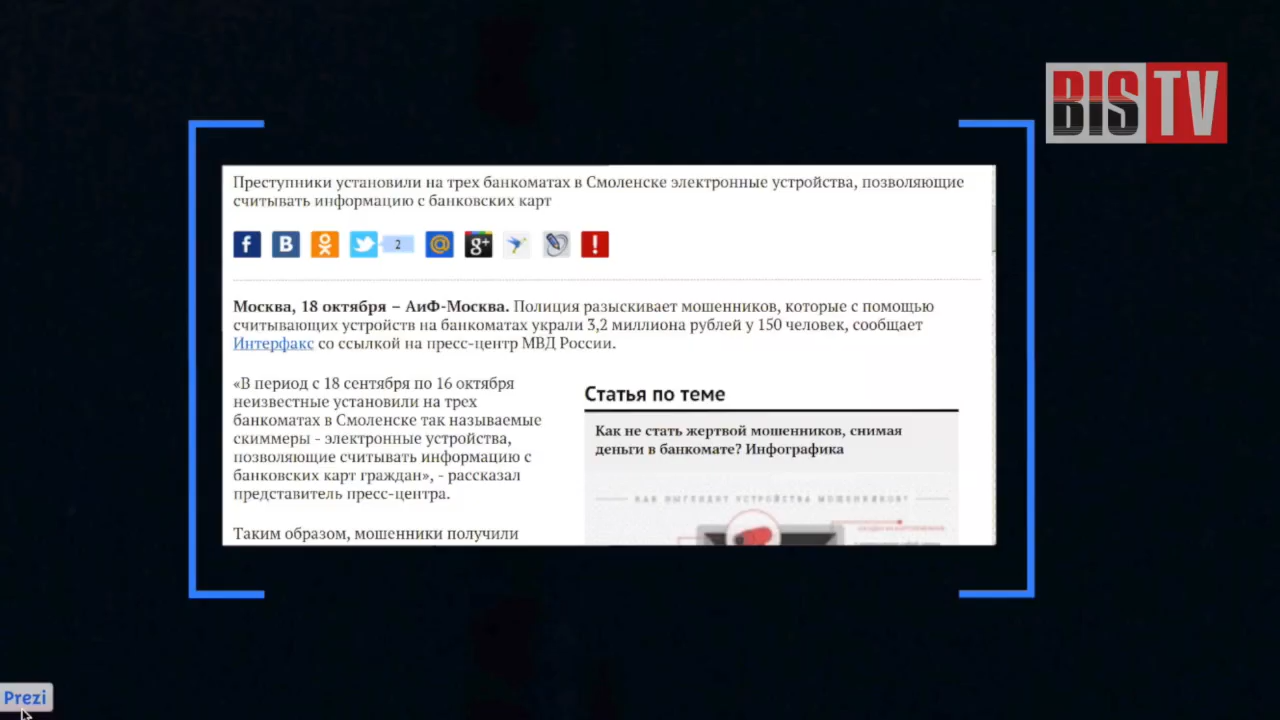 BIS TV
Преступники установили на трех банкоматах в Смоленске электронные устройства, позволяющие
считывать информацию с банковских карт
2
Москва, 18 октября – АиФ-Москва. Полиция разыскивает мошенников, которые с помощью
считывающих устройств на банкоматах украли 3,2 миллиона рублей у 150 человек, сообщает
Интерфакс со ссылкой на пресс-центр МВД России.
«В период с 18 сентября по 16 октября
неизвестные установили на трех
банкоматах в Смоленске так называемые
скиммеры - электронные устройства,
позволяющие считывать информацию с
банковских карт граждан», - рассказал
представитель пресс-центра.
Таким образом, мошенники получили
Статья по теме
Как не стать жертвой мошенников, снимая
деньги в банкомате? Инфографика
КАК ВЫГЛЯДЯТ УСТРОЙСТВА МОШЕННИКОВ?
Prezi